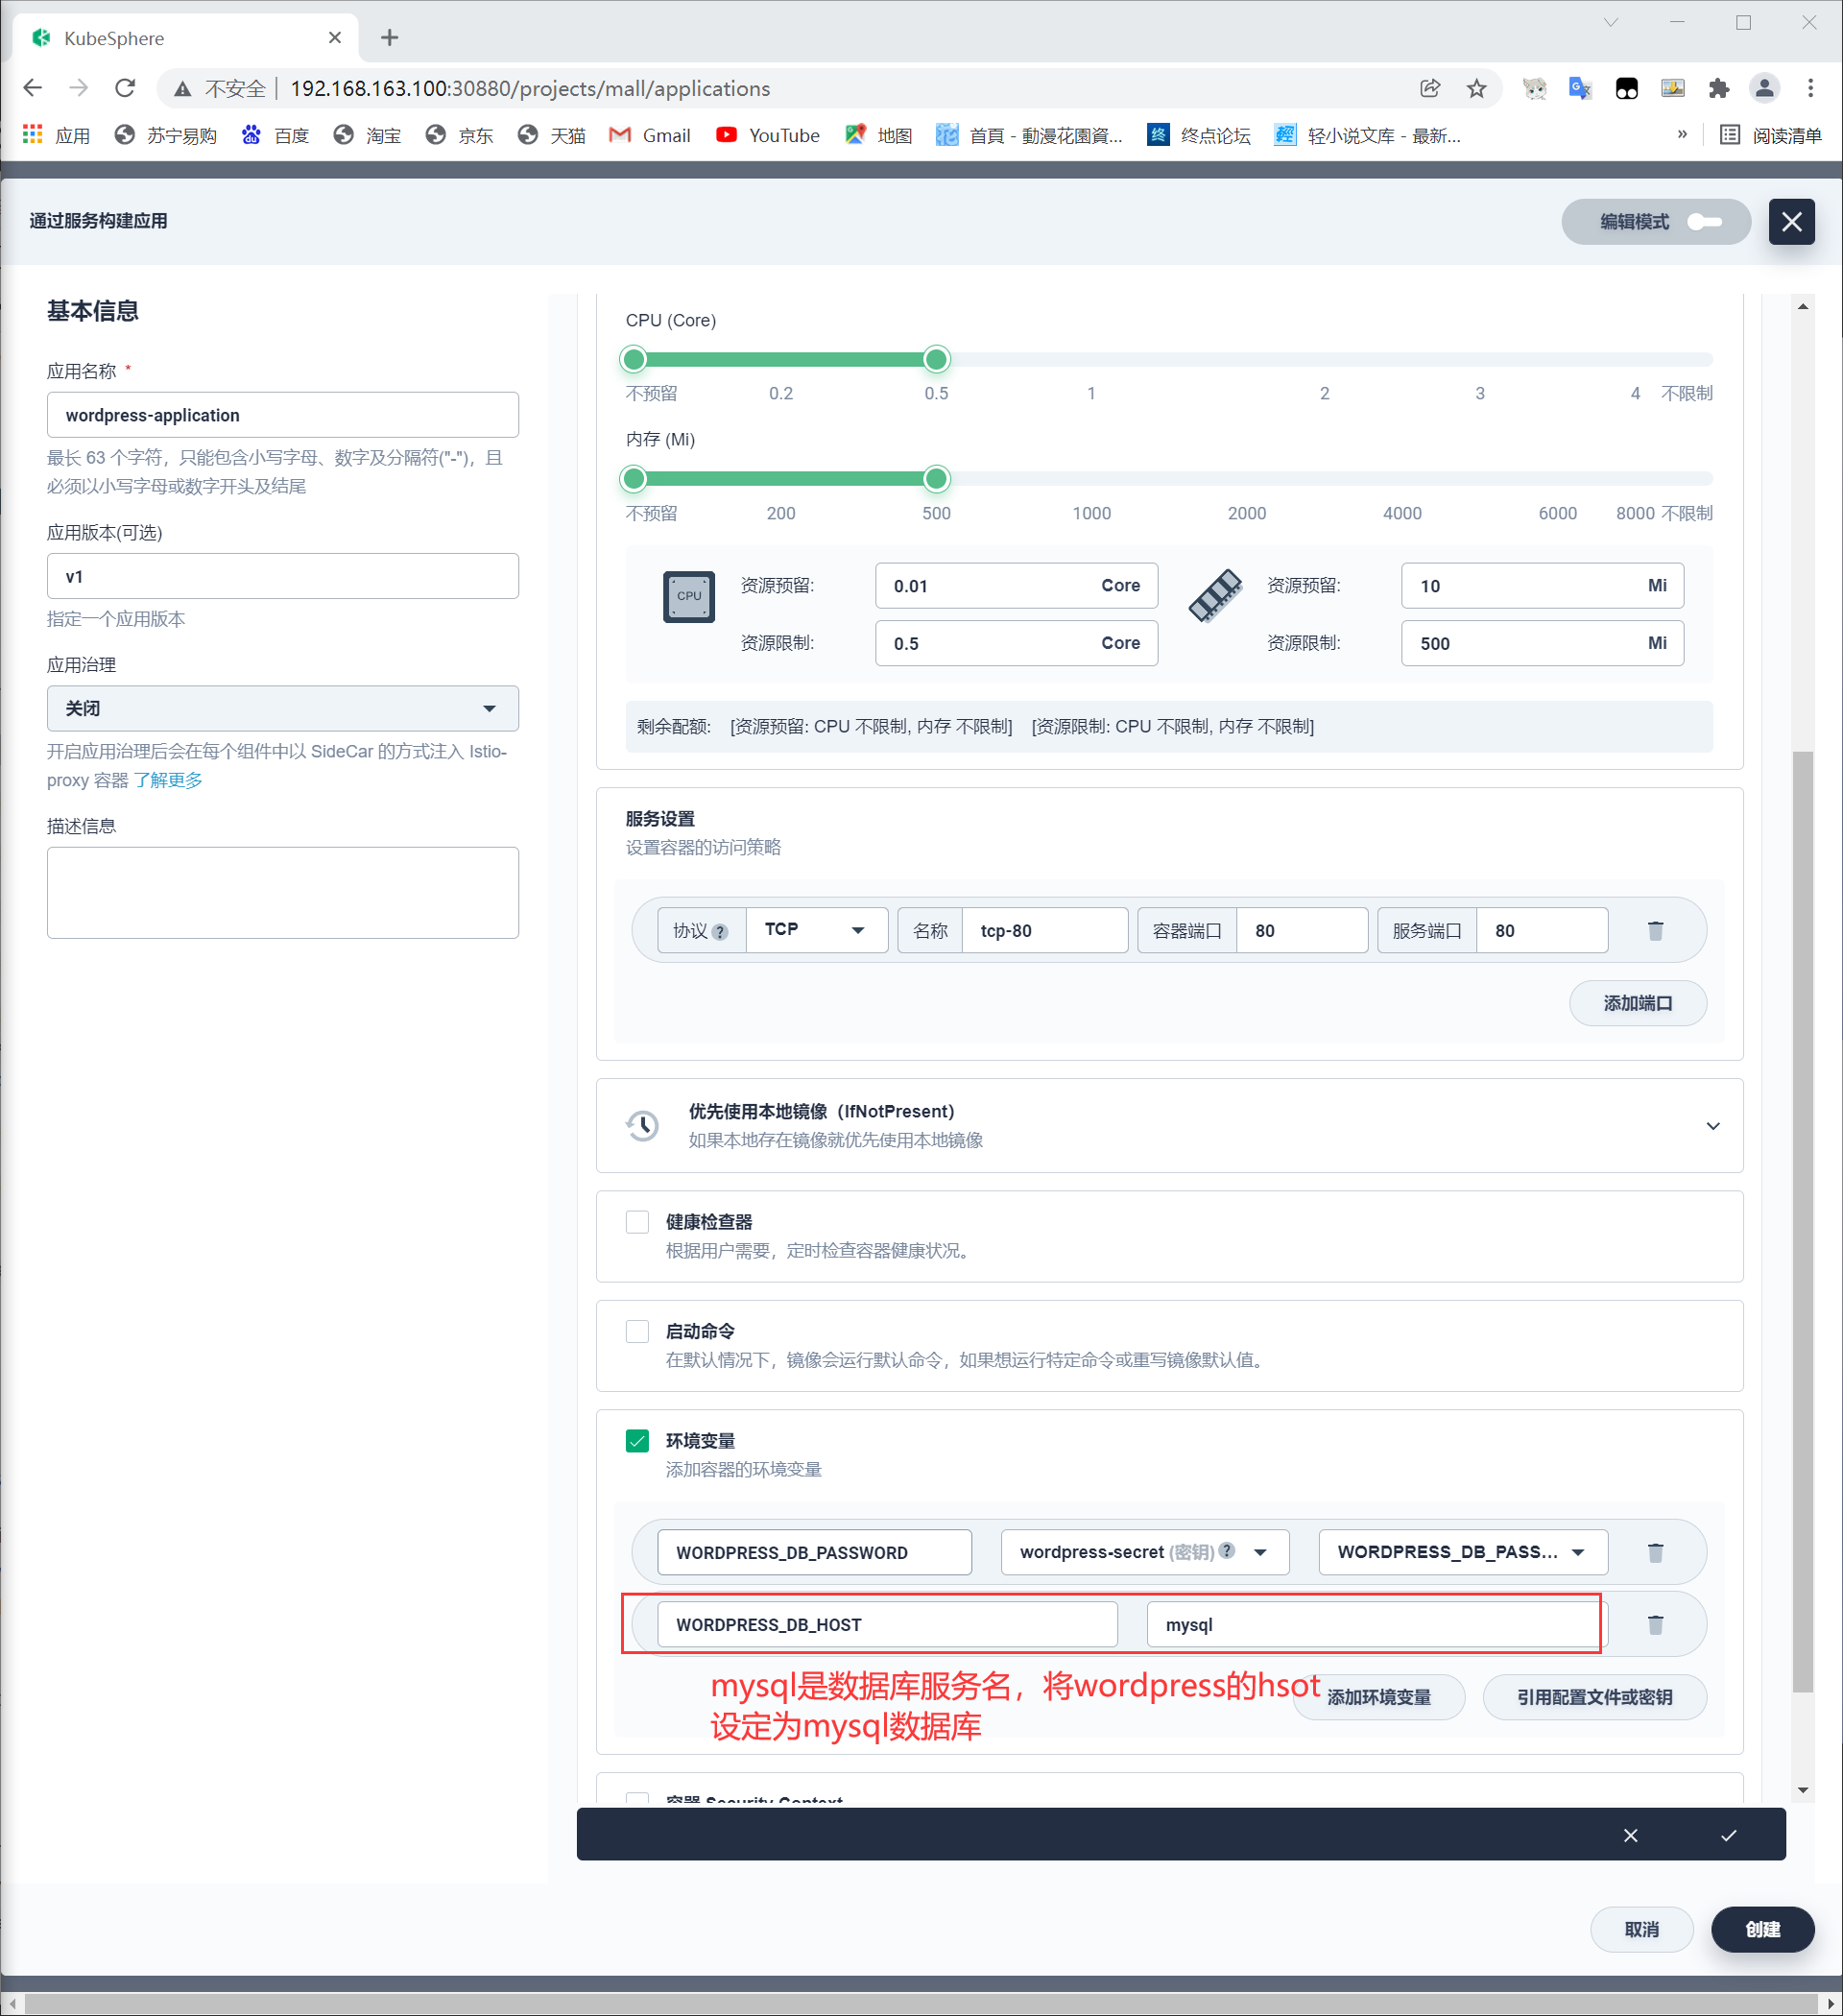 KubeSphere
不安全 192.168.163.100:30880/projects/mall/applications
应用 苏宁易购 百度 淘宝 京东 天猫 Gmail YouTube 地图 首頁 - 動漫花園資... 终点论坛 轻小说文库 - 最新... » 阅读清单
通过服务构建应用
编辑模式
基本信息
应用名称 *
wordpress-application
最长 63 个字符，只能包含小写字母、数字及分隔符("-")，且
必须以小写字母或数字开头及结尾
应用版本(可选)
v1
指定一个应用版本
应用治理
关闭
开启应用治理后会在每个组件中以 SideCar 的方式注入 Istio-
proxy 容器 了解更多
描述信息
CPU (Core)
不预留 0.2 0.5 1 2 3 4 不限制
内存 (Mi)
不预留 200 500 1000 2000 4000 6000 8000 不限制
CPU
资源预留: 0.01 Core 资源预留: 10 Mi
资源限制: 0.5 Core 资源限制: 500 Mi
剩余配额: [资源预留: CPU 不限制, 内存 不限制] [资源限制: CPU 不限制, 内存 不限制]
服务设置
设置容器的访问策略
协议 TCP 名称 tcp-80 容器端口 80 服务端口 80
添加端口
优先使用本地镜像（IfNotPresent）
如果本地存在镜像就优先使用本地镜像
健康检查器
根据用户需要，定时检查容器健康状况。
启动命令
在默认情况下，镜像会运行默认命令，如果想运行特定命令或重写镜像默认值。
环境变量
添加容器的环境变量
WORDPRESS_DB_PASSWORD wordpress-secret (密钥) WORDPRESS_DB_PASS...
WORDPRESS_DB_HOST mysql
mysql是数据库服务名，将wordpress的hsot
设定为mysql数据库
添加环境变量 引用配置文件或密钥
容器 Security Context
取消 创建